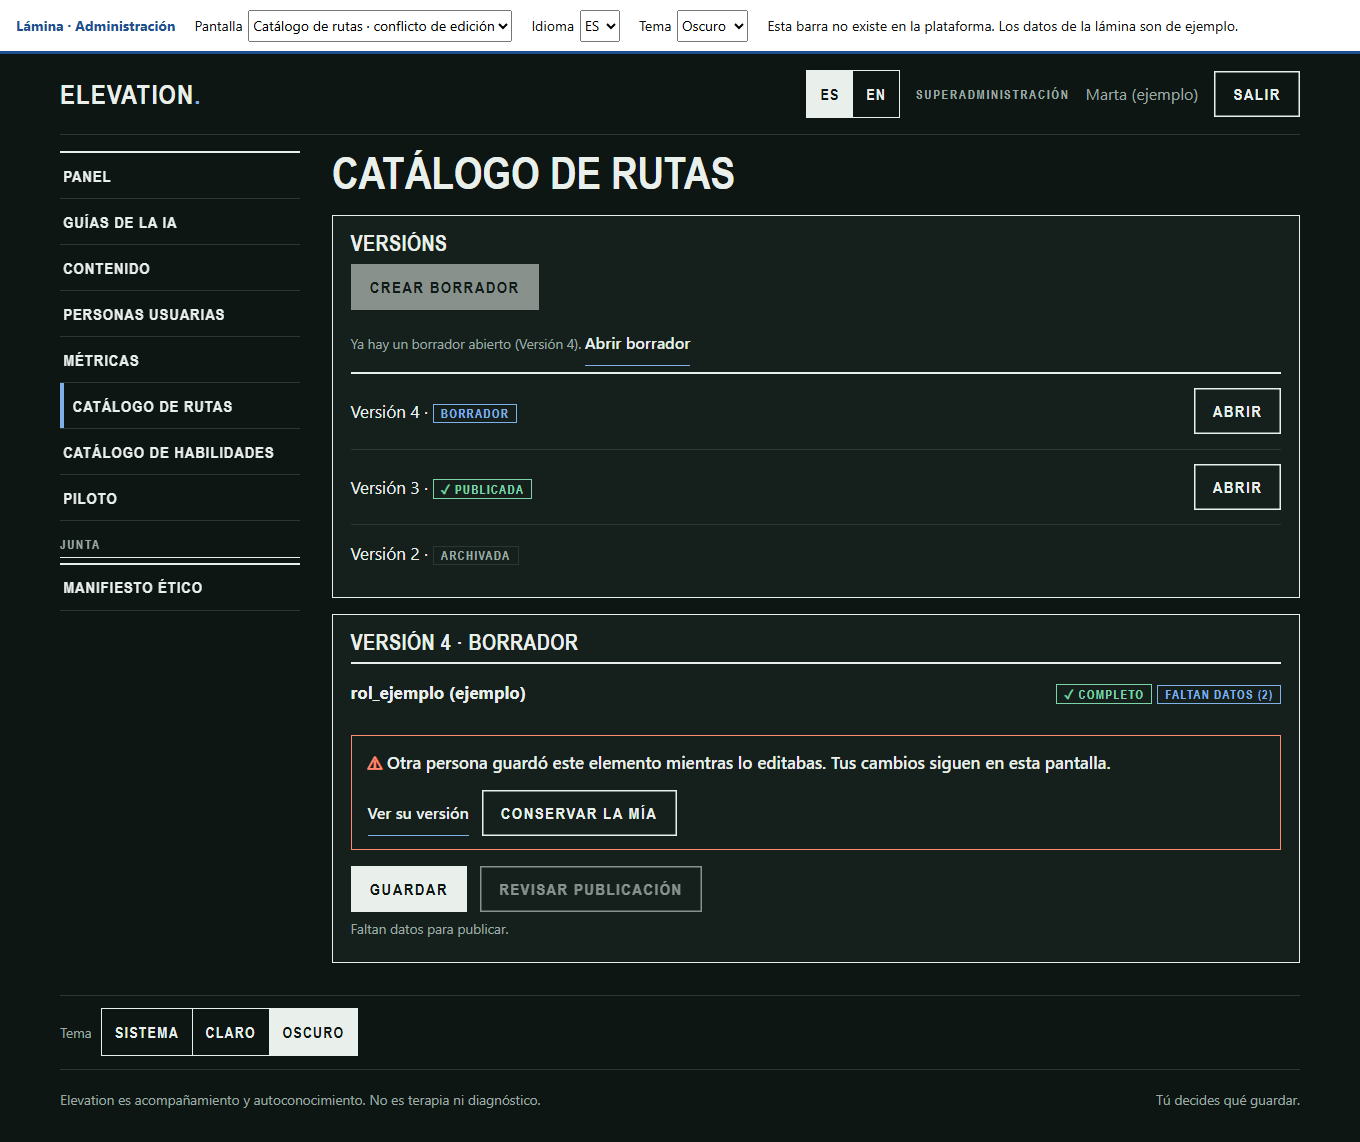 Lámina · Administración Pantalla Catálogo de rutas · conflicto de edición Idioma ES Tema Oscuro Esta barra no existe en la plataforma. Los datos de la lámina son de ejemplo.
ELEVATION. ES EN SUPERADMINISTRACIÓN Marta (ejemplo) SALIR
PANEL
GUÍAS DE LA IA
CONTENIDO
PERSONAS USUARIAS
MÉTRICAS
CATÁLOGO DE RUTAS
CATÁLOGO DE HABILIDADES
PILOTO
JUNTA
MANIFIESTO ÉTICO
CATÁLOGO DE RUTAS
VERSIÓNS
CREAR BORRADOR
Ya hay un borrador abierto (Versión 4). Abrir borrador
Versión 4 · BORRADOR ABRIR
Versión 3 · ✓ PUBLICADA ABRIR
Versión 2 · ARCHIVADA
VERSIÓN 4 · BORRADOR
rol_ejemplo (ejemplo) ✓ COMPLETO FALTAN DATOS (2)
⚠ Otra persona guardó este elemento mientras lo editabas. Tus cambios siguen en esta pantalla.
Ver su versión CONSERVAR LA MÍA
GUARDAR REVISAR PUBLICACIÓN
Faltan datos para publicar.
Tema SISTEMA CLARO OSCURO
Elevation es acompañamiento y autoconocimiento. No es terapia ni diagnóstico. Tú decides qué guardar.